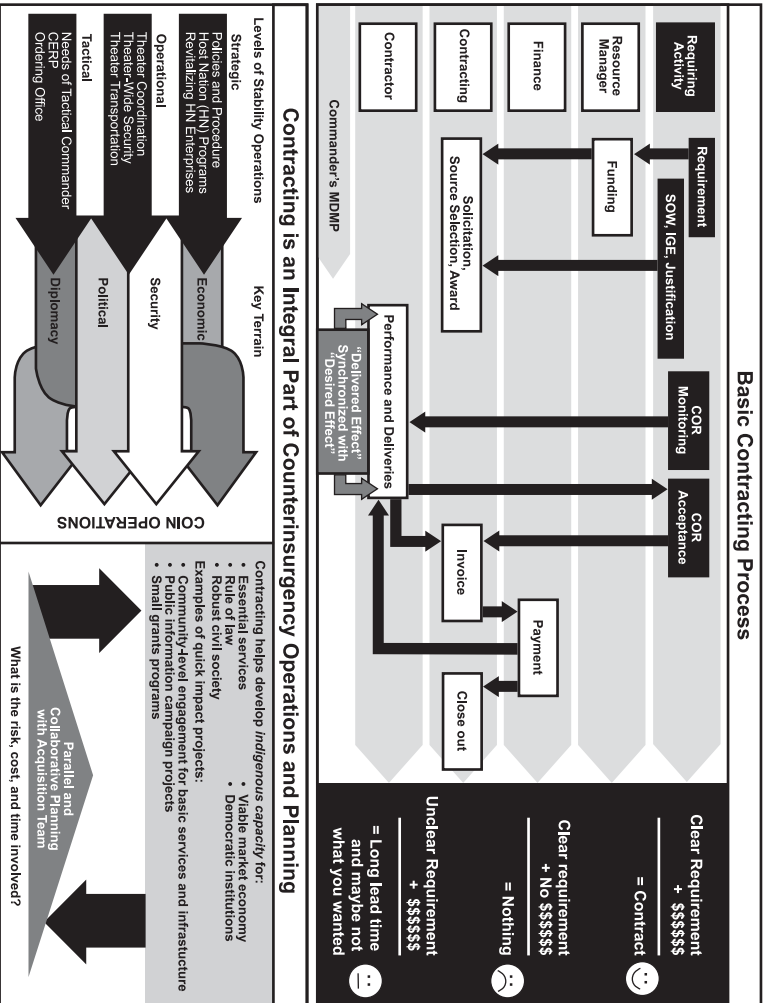 Basic Contracting Process
Requiring
Activity
Resource
Manager
Finance
Contracting
Contractor
Requirement
SOW, IGE, Justification
COR
Monitoring
COR
Acceptance
Funding
Solicitation,
Source Selection, Award
Performance and Deliveries
Invoice
Payment
Close out
Commander's MDMP
"Delivered Effect"
Synchronized with
"Desired Effect"
Clear Requirement
+ $$$$$$
= Contract
Clear requirement
+ No $$$$$$
= Nothing
Unclear Requirement
+ $$$$$$
= Long lead time
and maybe not
what you wanted
Contracting is an Integral Part of Counterinsurgency Operations and Planning
Levels of Stability Operations
Key Terrain
Strategic
Policies and Procedure
Host Nation (HN) Programs
Revitalizing HN Enterprises
Operational
Theater Coordination
Theater-Wide Security
Theater Transportation
Tactical
Needs of Tactical Commander
CERP
Ordering Office
Economic
Security
Political
Diplomacy
COIN OPERATIONS
Contracting helps develop indigenous capacity for:
• Essential services
• Rule of law
• Robust civil society
• Viable market economy
• Democratic institutions
Examples of quick impact projects:
• Community-level engagement for basic services and infrastucture
• Public information campaign projects
• Small grants programs
Parallel and
Collaborative Planning
with Acquisition Team
What is the risk, cost, and time involved?